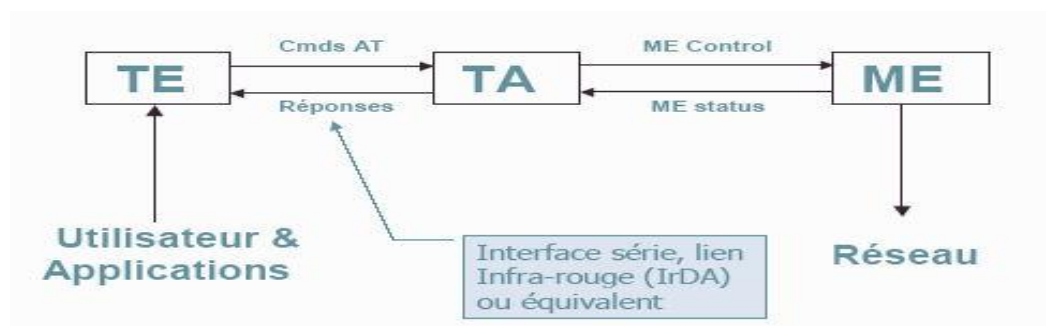 Cmds AT
ME Control
TE
TA
ME
Réponses
ME status
Utilisateur &
Applications
Interface série, lien
Infra-rouge (IrDA)
ou équivalent
Réseau